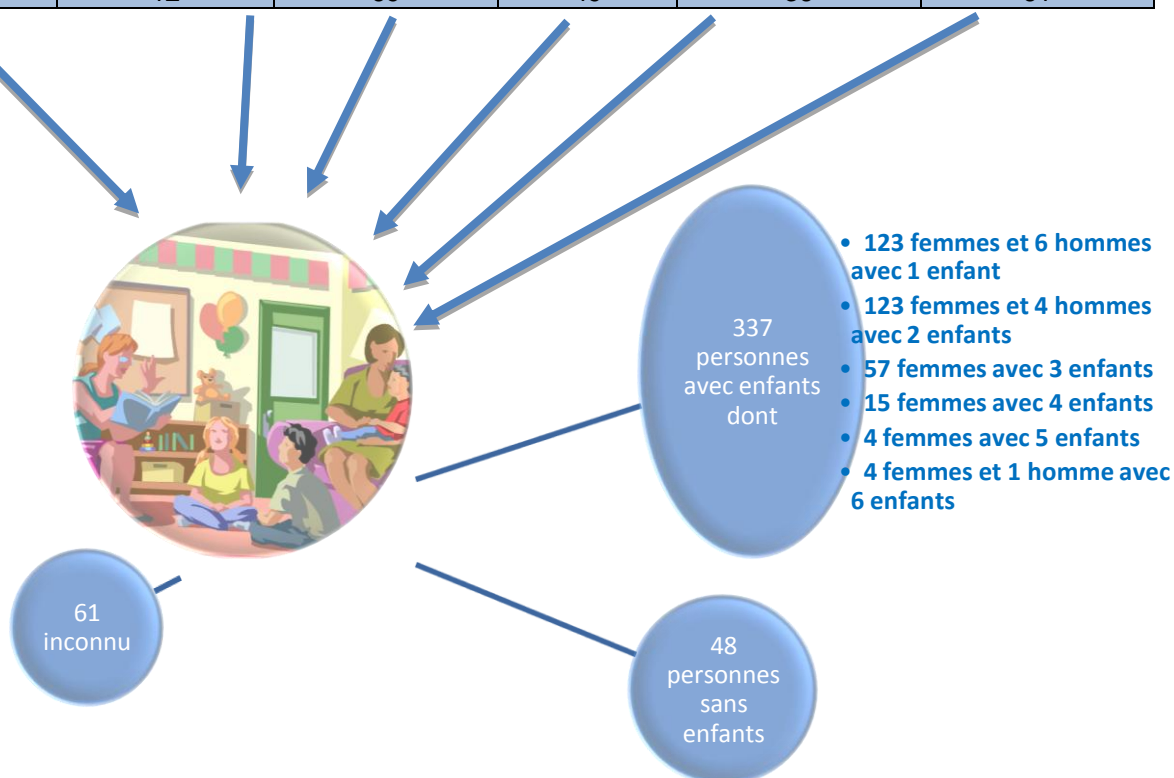 337
personnes
avec enfants
dont
• 123 femmes et 6 hommes
avec 1 enfant
• 123 femmes et 4 hommes
avec 2 enfants
• 57 femmes avec 3 enfants
• 15 femmes avec 4 enfants
• 4 femmes avec 5 enfants
• 4 femmes et 1 homme avec
6 enfants
61
inconnu
48
personnes
sans
enfants